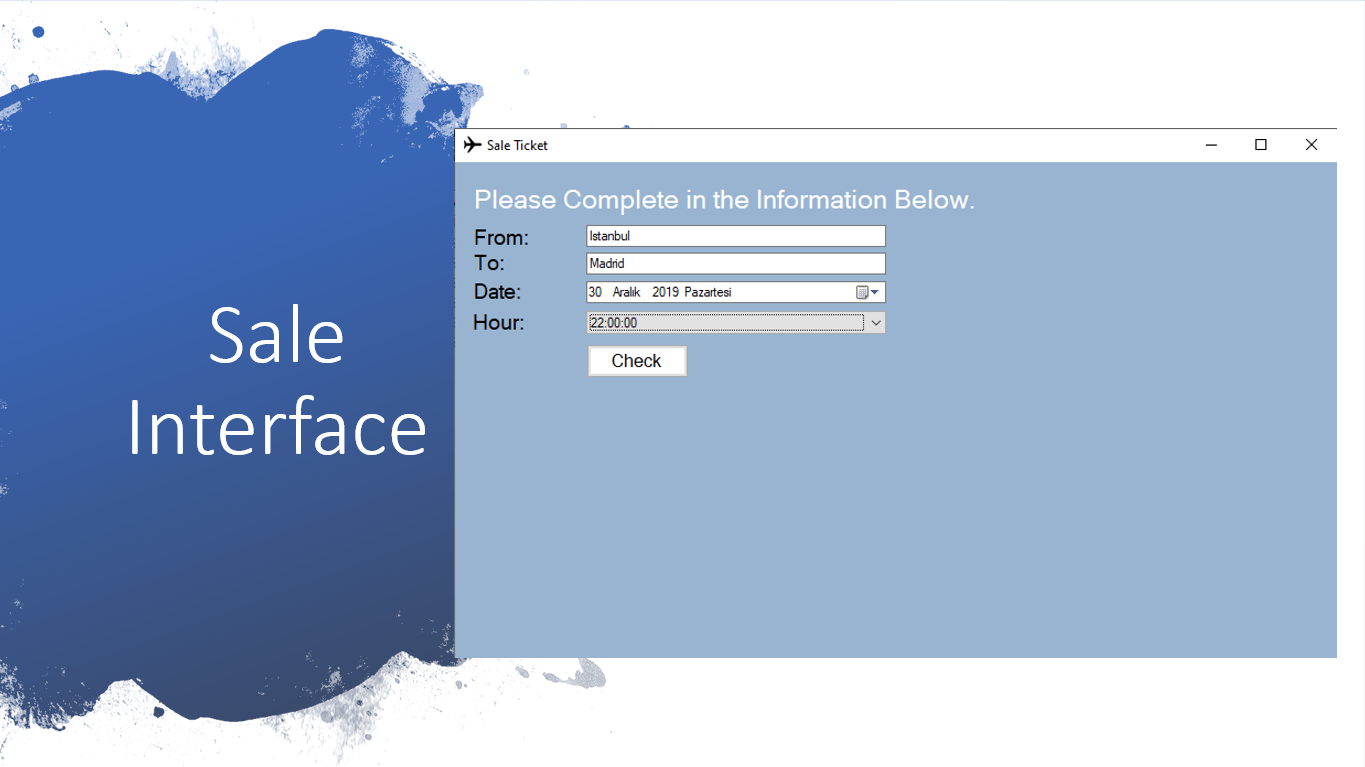 Sale
Interface
Sale Ticket
Please Complete in the Information Below.
From: Istanbul
To: Madrid
Date: 30 Aralık 2019 Pazartesi
Hour: 22:00:00
Check